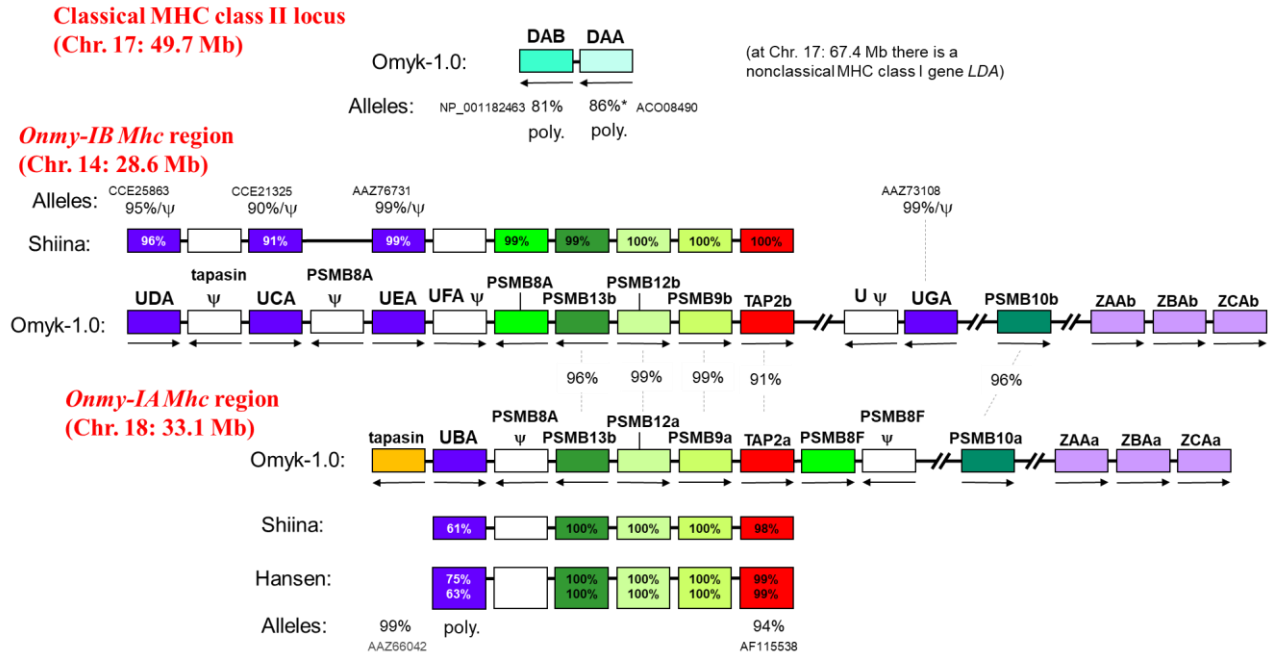 Classical MHC class II locus
(Chr. 17: 49.7 Mb)
DAB DAA
Omyk-1.0:
(at Chr. 17: 67.4 Mb there is a
nonclassical MHC class I gene LDA)
Alleles: NP_001182463 81% 86%* ACO08490
poly. poly.
Onmy-IB Mhc region
(Chr. 14: 28.6 Mb)
CCE25863 CCE21325 AAZ76731 AAZ73108
Alleles: 95%/ψ 90%/ψ 99%/ψ 99%/ψ
Shiina: 96% 91% 99% 99% 99% 100% 100% 100%
tapasin PSMB8A PSMB8A PSMB12b
UDA ψ UCA ψ UEA UFA ψ PSMB13b PSMB9b TAP2b U ψ UGA PSMB10b ZAAb ZBAb ZCAb
Omyk-1.0:
96% 99% 99% 91% 96%
Onmy-IA Mhc region
(Chr. 18: 33.1 Mb)
PSMB8A PSMB12a PSMB8F
tapasin UBA ψ PSMB13b PSMB9a TAP2a PSMB8F ψ PSMB10a ZAAa ZBAa ZCAa
Omyk-1.0:
Shiina: 61% 100% 100% 100% 98%
Hansen: 75% 100% 100% 100% 99%
63% 100% 100% 100% 99%
Alleles: 99% poly. 94%
AAZ66042 AF115538